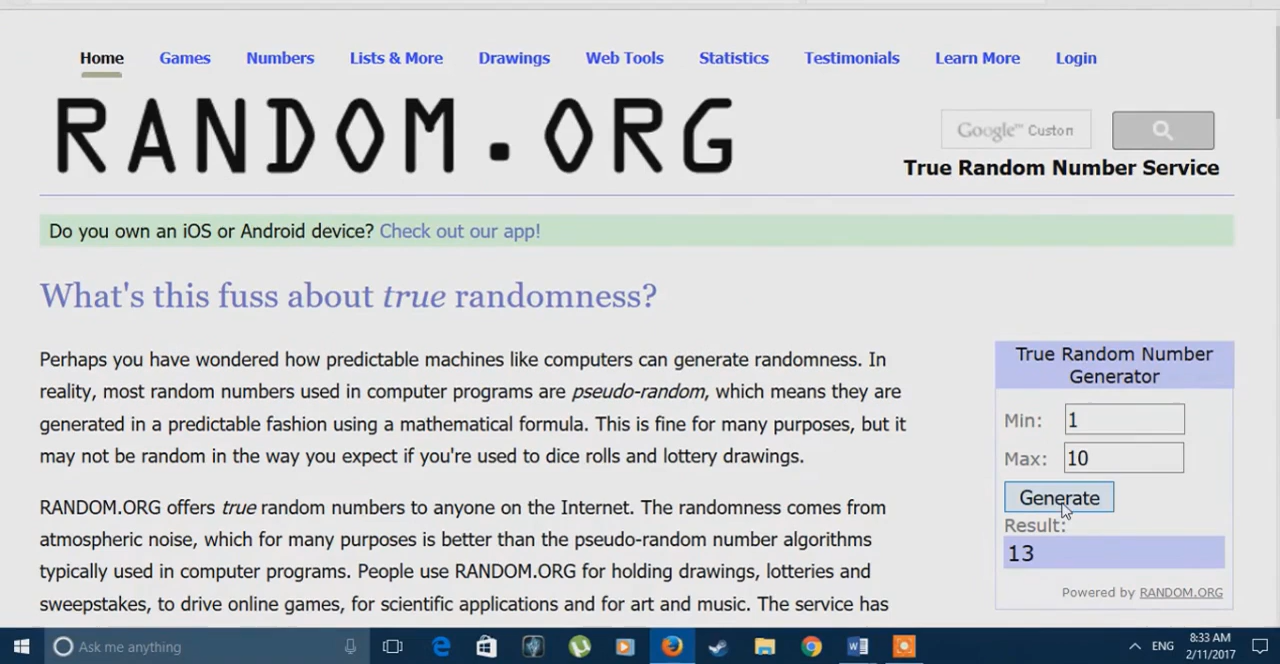 Home Games Numbers Lists & More Drawings Web Tools Statistics Testimonials Learn More Login
RANDOM.ORG
Google™ Custon
True Random Number Service
Do you own an iOS or Android device? Check out our app!
What's this fuss about true randomness?
Perhaps you have wondered how predictable machines like computers can generate randomness. In
reality, most random numbers used in computer programs are pseudo-random, which means they are
generated in a predictable fashion using a mathematical formula. This is fine for many purposes, but it
may not be random in the way you expect if you're used to dice rolls and lottery drawings.
RANDOM.ORG offers true random numbers to anyone on the Internet. The randomness comes from
atmospheric noise, which for many purposes is better than the pseudo-random number algorithms
typically used in computer programs. People use RANDOM.ORG for holding drawings, lotteries and
sweepstakes, to drive online games, for scientific applications and for art and music. The service has
True Random Number
Generator
Min: 1
Max: 10
Generate
Result:
13
Powered by RANDOM.ORG
Ask me anything
ENG
8:33 AM
2/11/2017